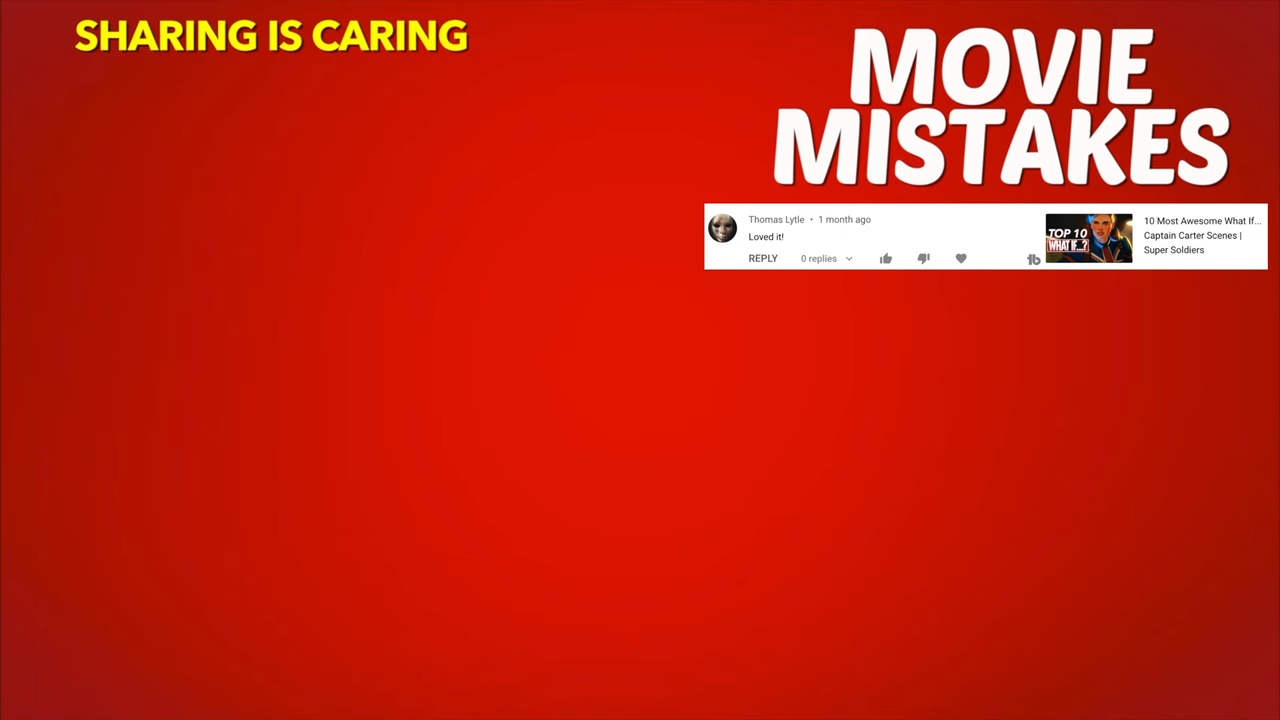 SHARING IS CARING
MOVIE
MISTAKES
Thomas Lytle • 1 month ago
Loved it!
REPLY 0 replies
TOP 10
WHAT IF...?
10 Most Awesome What If...
Captain Carter Scenes |
Super Soldiers